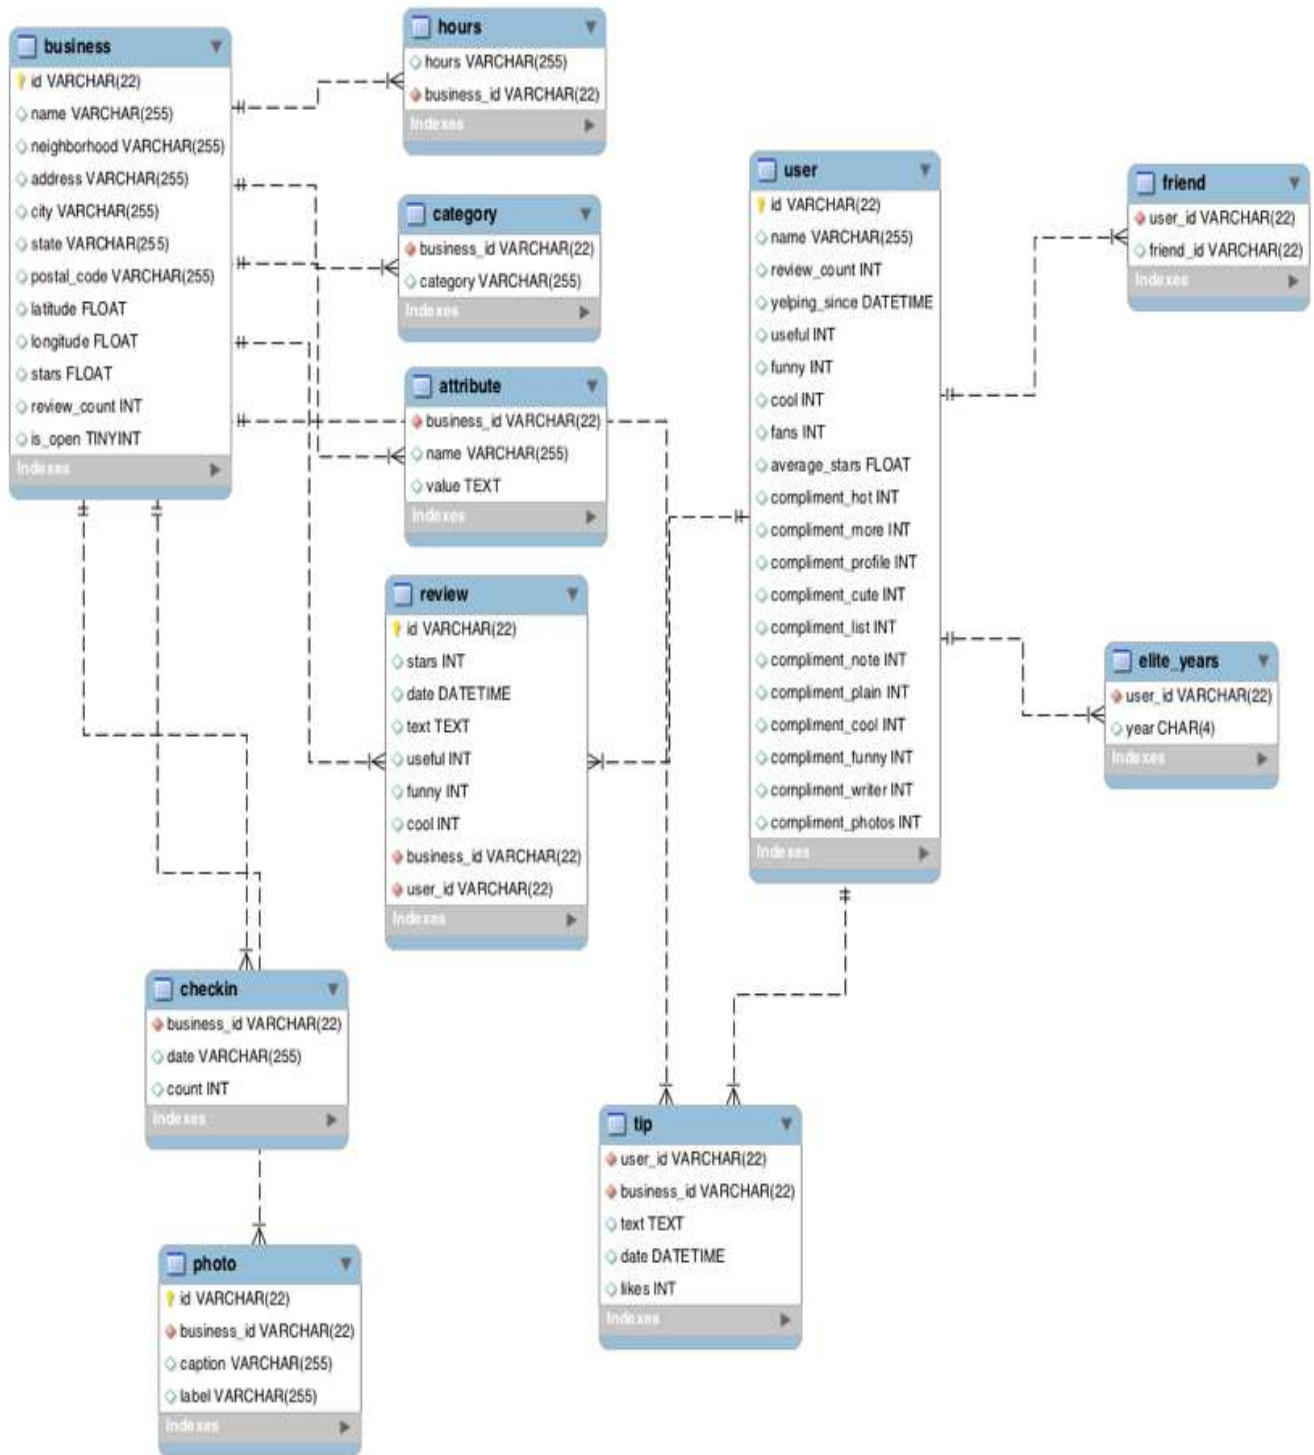 business
id VARCHAR(22)
name VARCHAR(255)
neighborhood VARCHAR(255)
address VARCHAR(255)
city VARCHAR(255)
state VARCHAR(255)
postal_code VARCHAR(255)
latitude FLOAT
longitude FLOAT
stars FLOAT
review_count INT
is_open TINYINT
Indexes
hours
hours VARCHAR(255)
business_id VARCHAR(22)
Indexes
category
business_id VARCHAR(22)
category VARCHAR(255)
Indexes
attribute
business_id VARCHAR(22)
name VARCHAR(255)
value TEXT
Indexes
review
id VARCHAR(22)
stars INT
date DATETIME
text TEXT
useful INT
funny INT
cool INT
business_id VARCHAR(22)
user_id VARCHAR(22)
Indexes
user
id VARCHAR(22)
name VARCHAR(255)
review_count INT
yelping_since DATETIME
useful INT
funny INT
cool INT
fans INT
average_stars FLOAT
compliment_hot INT
compliment_more INT
compliment_profile INT
compliment_cute INT
compliment_list INT
compliment_note INT
compliment_plain INT
compliment_cool INT
compliment_funny INT
compliment_writer INT
compliment_photos INT
Indexes
friend
user_id VARCHAR(22)
friend_id VARCHAR(22)
Indexes
elite_years
user_id VARCHAR(22)
year CHAR(4)
Indexes
checkin
business_id VARCHAR(22)
date VARCHAR(255)
count INT
Indexes
tip
user_id VARCHAR(22)
business_id VARCHAR(22)
text TEXT
date DATETIME
likes INT
Indexes
photo
id VARCHAR(22)
business_id VARCHAR(22)
caption VARCHAR(255)
label VARCHAR(255)
Indexes